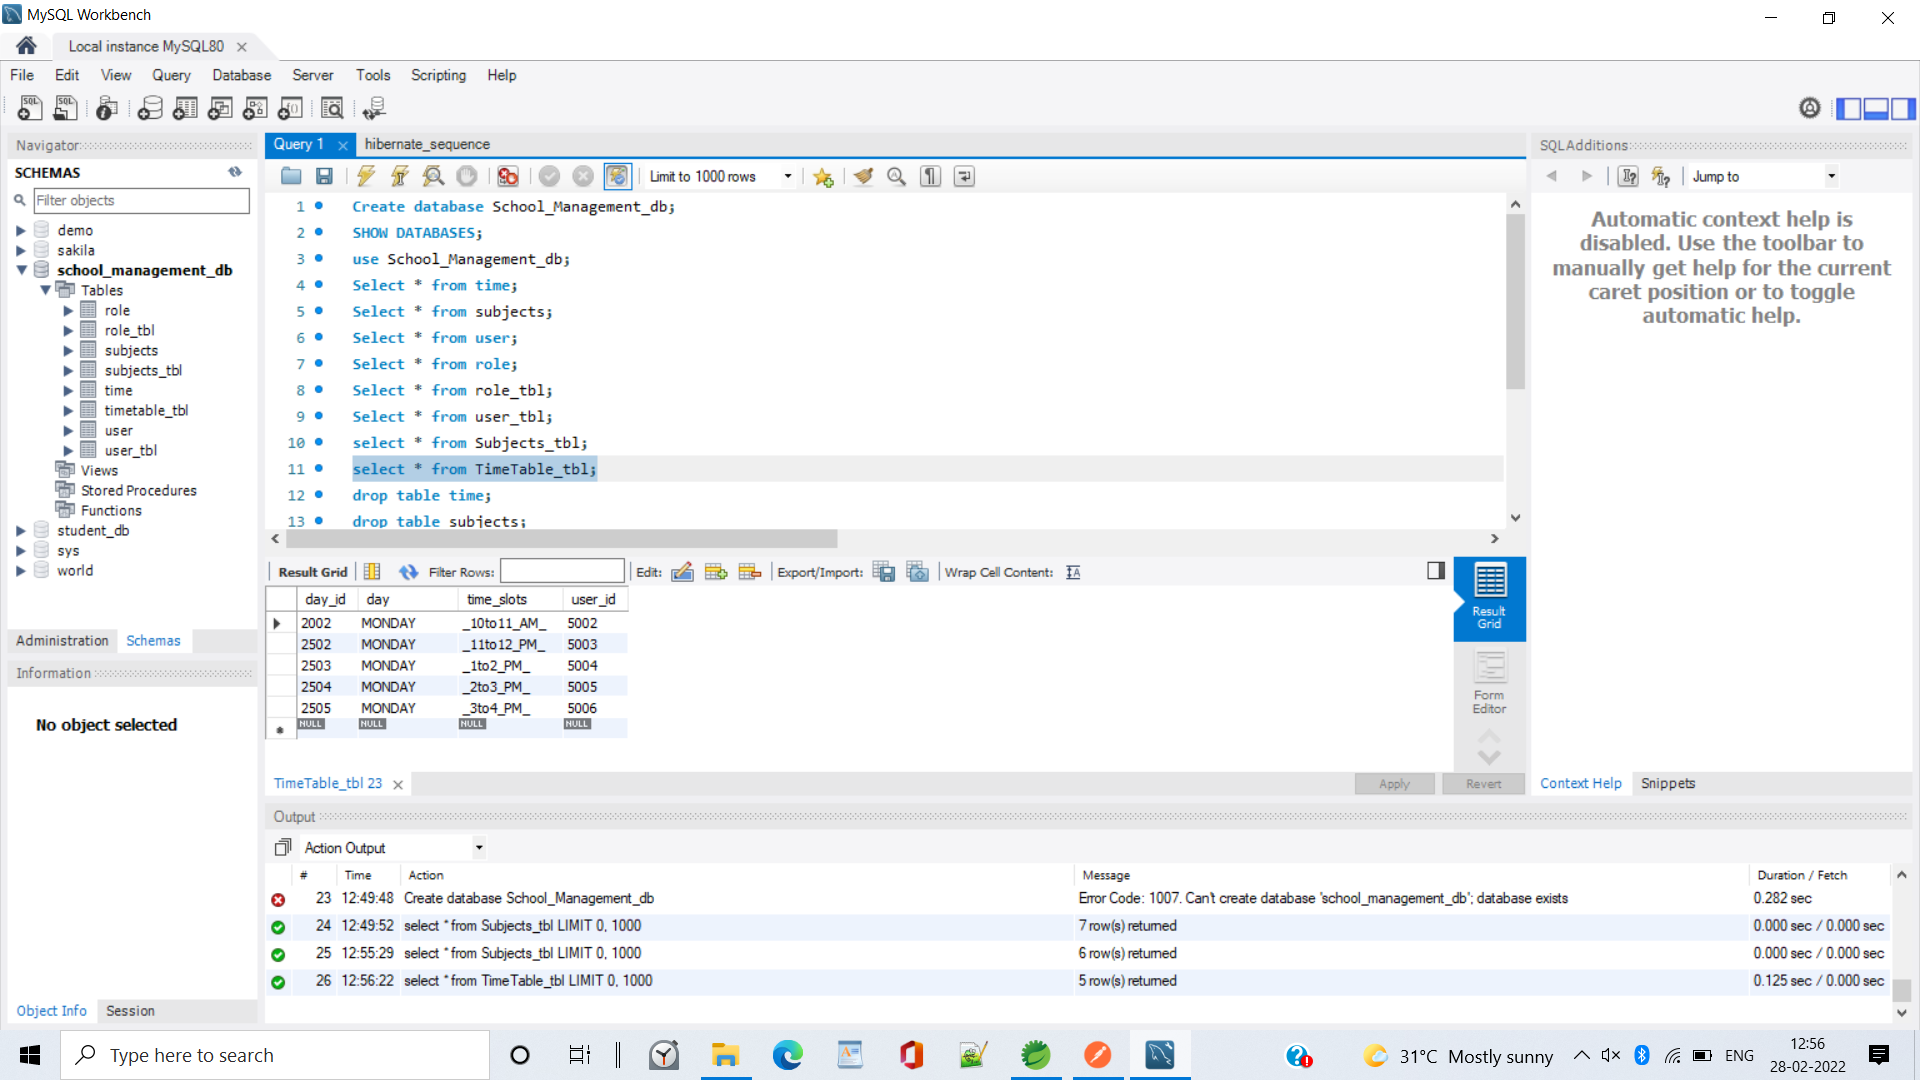 MySQL Workbench
Local instance MySQL80
File Edit View Query Database Server Tools Scripting Help
Navigator
SCHEMAS
Filter objects
demo
sakila
school_management_db
Tables
role
role_tbl
subjects
subjects_tbl
time
timetable_tbl
user
user_tbl
Views
Stored Procedures
Functions
student_db
sys
world
Administration Schemas
Information
No object selected
Object Info Session
Query 1 hibernate_sequence
Limit to 1000 rows
1 Create database School_Management_db;
2 SHOW DATABASES;
3 use School_Management_db;
4 Select * from time;
5 Select * from subjects;
6 Select * from user;
7 Select * from role;
8 Select * from role_tbl;
9 Select * from user_tbl;
10 select * from Subjects_tbl;
11 select * from TimeTable_tbl;
12 drop table time;
13 drop table subjects;
Result Grid Filter Rows: Edit: Export/Import: Wrap Cell Content:
day_id day time_slots user_id
2002 MONDAY _10to11_AM_ 5002
2502 MONDAY _11to12_PM_ 5003
2503 MONDAY _1to2_PM_ 5004
2504 MONDAY _2to3_PM_ 5005
2505 MONDAY _3to4_PM_ 5006
NULL NULL NULL NULL
Result
Grid
Form
Editor
TimeTable_tbl 23
Apply Revert
SQLAdditions
Jump to
Automatic context help is
disabled. Use the toolbar to
manually get help for the current
caret position or to toggle
automatic help.
Context Help Snippets
Output
Action Output
# Time Action Message Duration / Fetch
23 12:49:48 Create database School_Management_db Error Code: 1007. Can't create database 'school_management_db'; database exists 0.282 sec
24 12:49:52 select * from Subjects_tbl LIMIT 0, 1000 7 row(s) returned 0.000 sec / 0.000 sec
25 12:55:29 select * from Subjects_tbl LIMIT 0, 1000 6 row(s) returned 0.000 sec / 0.000 sec
26 12:56:22 select * from TimeTable_tbl LIMIT 0, 1000 5 row(s) returned 0.125 sec / 0.000 sec
Type here to search
31°C Mostly sunny
ENG
12:56
28-02-2022